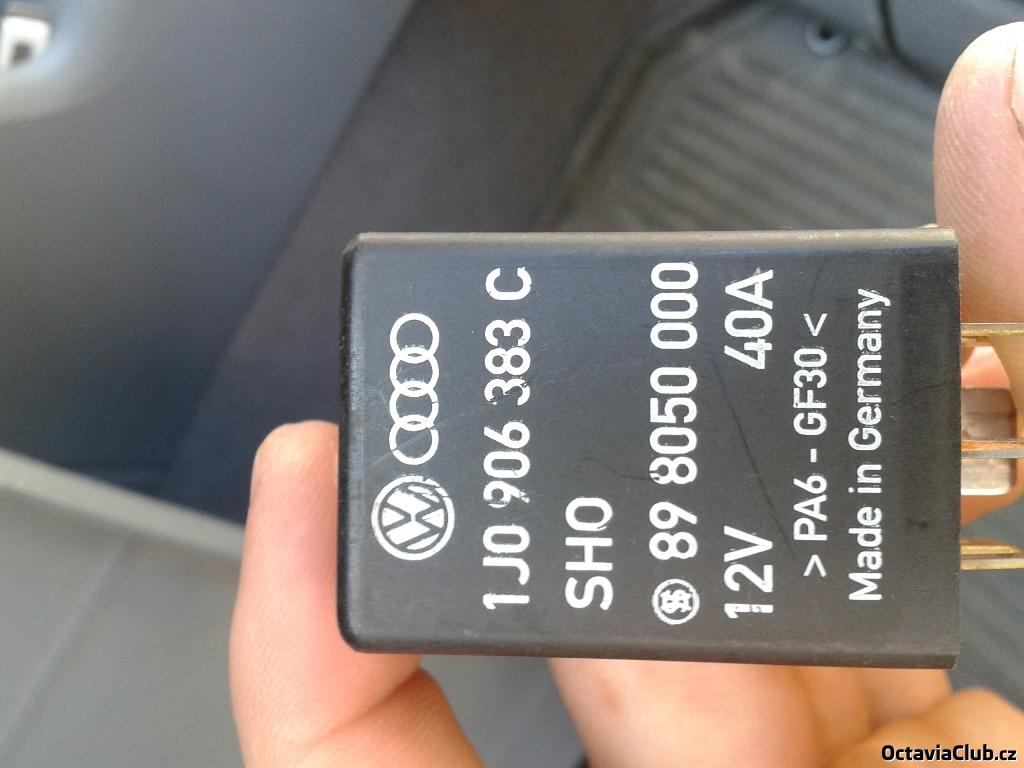 1J0 906 383 C
SHO
89 8050 000
12V 40A
> PA6 - GF30 <
Made in Germany
OctaviaClub.cz